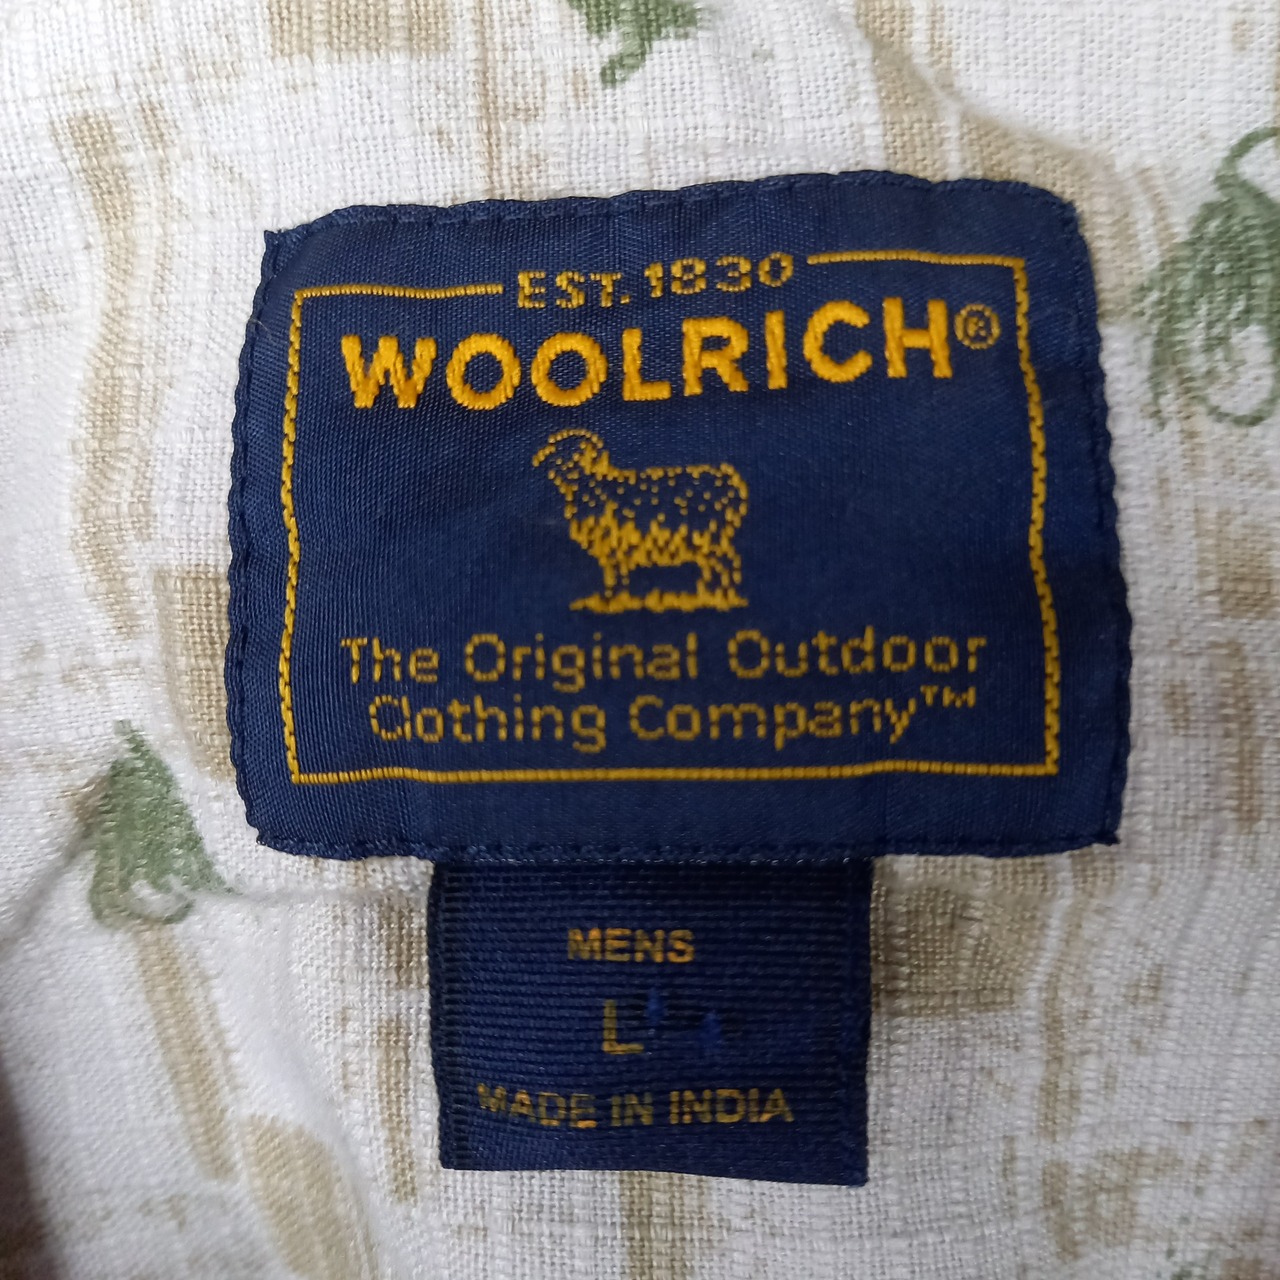 EST. 1830
WOOLRICH®
The Original Outdoor
Clothing Company™
MENS
L
MADE IN INDIA